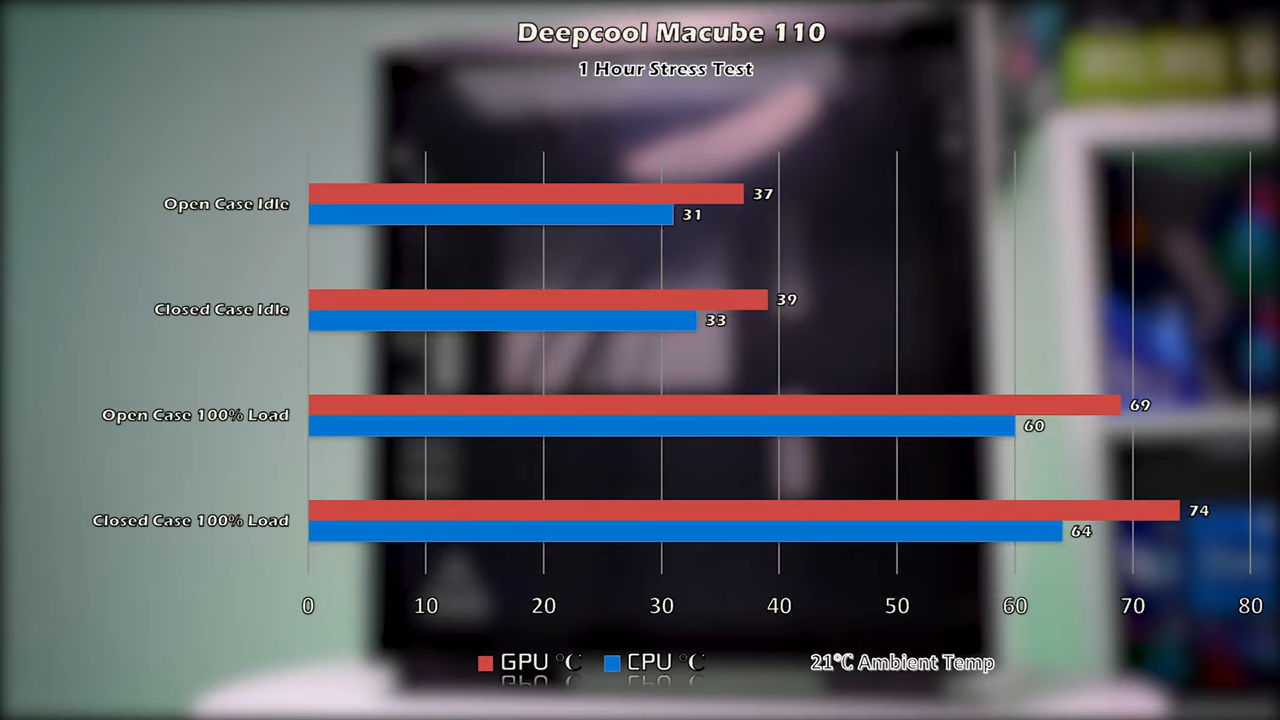 Deepcool Macube 110
1 Hour Stress Test
Open Case Idle
37
31
Closed Case Idle
39
33
Open Case 100% Load
69
60
Closed Case 100% Load
74
64
0 10 20 30 40 50 60 70 80
GPU °C CPU °C 21°C Ambient Temp